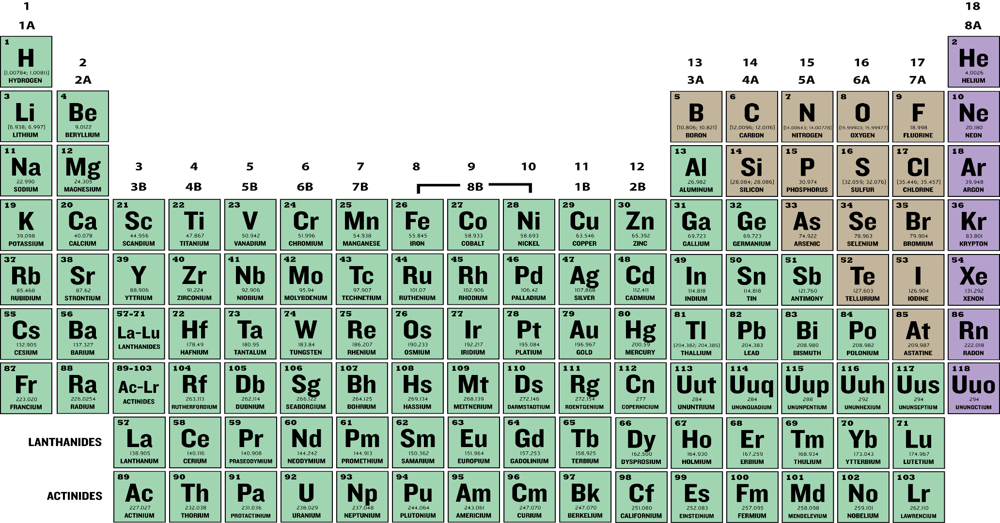 1 18
1A 8A
1 2
H He
[1.00784; 1.00811] 4.0026
HYDROGEN HELIUM
2 13 14 15 16 17
2A 3A 4A 5A 6A 7A
3 4 5 6 7 8 9 10
Li Be B C N O F Ne
[6.938; 6.997] 9.0122 [10.806; 10.821] [12.0096; 12.0116] [14.00643; 14.00728] [15.99903; 15.99977] 18.998 20.180
LITHIUM BERYLLIUM BORON CARBON NITROGEN OXYGEN FLUORINE NEON
11 12 13 14 15 16 17 18
Na Mg Al Si P S Cl Ar
22.990 24.305 26.982 [28.084; 28.086] 30.974 [32.059; 32.076] [35.446; 35.457] 39.948
SODIUM MAGNESIUM ALUMINUM SILICON PHOSPHORUS SULFUR CHLORINE ARGON
3 4 5 6 7 8 9 10 11 12
3B 4B 5B 6B 7B 8B 1B 2B
19 20 21 22 23 24 25 26 27 28 29 30 31 32 33 34 35 36
K Ca Sc Ti V Cr Mn Fe Co Ni Cu Zn Ga Ge As Se Br Kr
39.098 40.078 44.956 47.867 50.942 51.996 54.938 55.845 58.933 58.693 63.546 65.392 69.723 69.723 74.922 78.963 79.904 83.801
POTASSIUM CALCIUM SCANDIUM TITANIUM VANADIUM CHROMIUM MANGANESE IRON COBALT NICKEL COPPER ZINC GALLIUM GERMANIUM ARSENIC SELENIUM BROMIUM KRYPTON
37 38 39 40 41 42 43 44 45 46 47 48 49 50 51 52 53 54
Rb Sr Y Zr Nb Mo Tc Ru Rh Pd Ag Cd In Sn Sb Te I Xe
85.468 87.62 88.906 91.224 92.906 95.94 97.907 101.07 102.906 106.42 107.868 112.411 114.818 114.818 121.760 127.603 126.904 131.292
RUBIDIUM STRONTIUM YTTRIUM ZIRCONIUM NIOBIUM MOLYBDENUM TECHNETIUM RUTHENIUM RHODIUM PALLADIUM SILVER CADMIUM INDIUM TIN ANTIMONY TELLURIUM IODINE XENON
55 56 57-71 72 73 74 75 76 77 78 79 80 81 82 83 84 85 86
Cs Ba La-Lu Hf Ta W Re Os Ir Pt Au Hg Tl Pb Bi Po At Rn
132.905 137.327 178.49 180.95 183.84 186.207 190.233 192.217 195.084 196.967 200.59 [204.382; 204.385] 204.383 208.980 208.982 209.987 222.018
CESIUM BARIUM LANTHANIDES HAFNIUM TANTALUM TUNGSTEN RHENIUM OSMIUM IRIDIUM PLATIUM GOLD MERCURY THALLIUM LEAD BISMUTH POLONIUM ASTATINE RADON
87 88 89-103 104 105 106 107 108 109 110 111 112 113 114 115 116 117 118
Fr Ra Ac-Lr Rf Db Sg Bh Hs Mt Ds Rg Cn Uut Uuq Uup Uuh Uus Uuo
223.020 226.0254 263.113 262.114 266.122 264.125 269.134 268.139 272.146 272.154 277 284 284 288 292 294 294
FRANCIUM RADIUM ACTINIDES RUTHERFORDIUM DUBNIUM SEABORGIUM BOHRIUM HASSIUM MEITNERIUM DARMSTADTIUM ROENTGENIUM COPERNICIUM UNUNTRIUM UNUNQUADIUM UNUNPENTIUM UNUNHEXIUM UNUNSEPTIUM UNUNOCTIUM
57 58 59 60 61 62 63 64 65 66 67 68 69 70 71
LANTHANIDES La Ce Pr Nd Pm Sm Eu Gd Tb Dy Ho Er Tm Yb Lu
138.905 140.116 140.908 144.242 144.913 150.362 151.964 157.253 158.925 162.500 164.930 167.259 168.934 173.043 174.967
LANTHANUM CERIUM PRASEODYMIUM NEODYMIUM PROMETHIUM SAMARIUM EUROPIUM GADOLINIUM TERBIUM DYSPROSIUM HOLMIUM ERBIUM THULIUM YTTERBIUM LUTETIUM
89 90 91 92 93 94 95 96 97 98 99 100 101 102 103
ACTINIDES Ac Th Pa U Np Pu Am Cm Bk Cf Es Fm Md No Lr
227.027 232.038 231.036 238.029 237.048 244.064 243.061 247.070 247.070 251.080 252.083 257.095 258.098 259.101 262.110
ACTINIUM THORIUM PROTACTINIUM URANIUM NEPTUNIUM PLUTONIUM AMERICIUM CURIUM BERKELIUM CALIFORNIUM EINSTEINIUM FERMIUM MENDELEVIUM NOBELIUM LAWRENCIUM